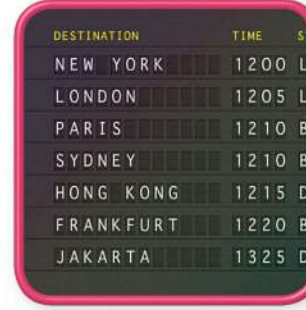 DESTINATION TIME S
NEW YORK 1200 L
LONDON 1205 L
PARIS 1210 B
SYDNEY 1210 B
HONG KONG 1215 D
FRANKFURT 1220 B
JAKARTA 1325 D